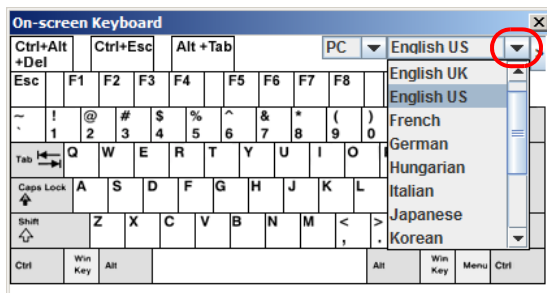 On-screen Keyboard
Ctrl+Alt +Del Ctrl+Esc Alt +Tab PC English US
Esc F1 F2 F3 F4 F5 F6 F7 F8
English UK
English US
French
German
Hungarian
Italian
Japanese
Korean
~ ! @ # $ % ^ & * ( )
` 1 2 3 4 5 6 7 8 9 0
Tab Q W E R T Y U I O
Caps Lock A S D F G H J K L
Shift Z X C V B N M < >
, .
Ctrl Win Key Alt Alt Win Key Menu Ctrl